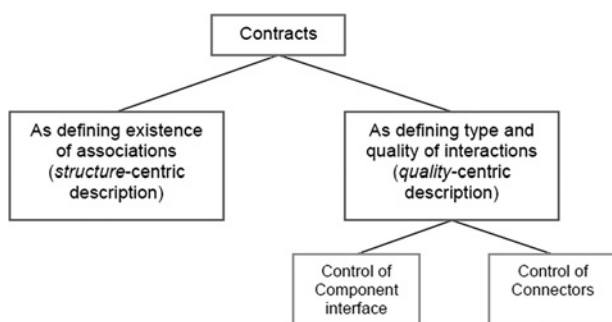 Contracts
As defining existence
of associations
(structure-centric
description)
As defining type and
quality of interactions
(quality-centric
description)
Control of
Component
interface
Control of
Connectors